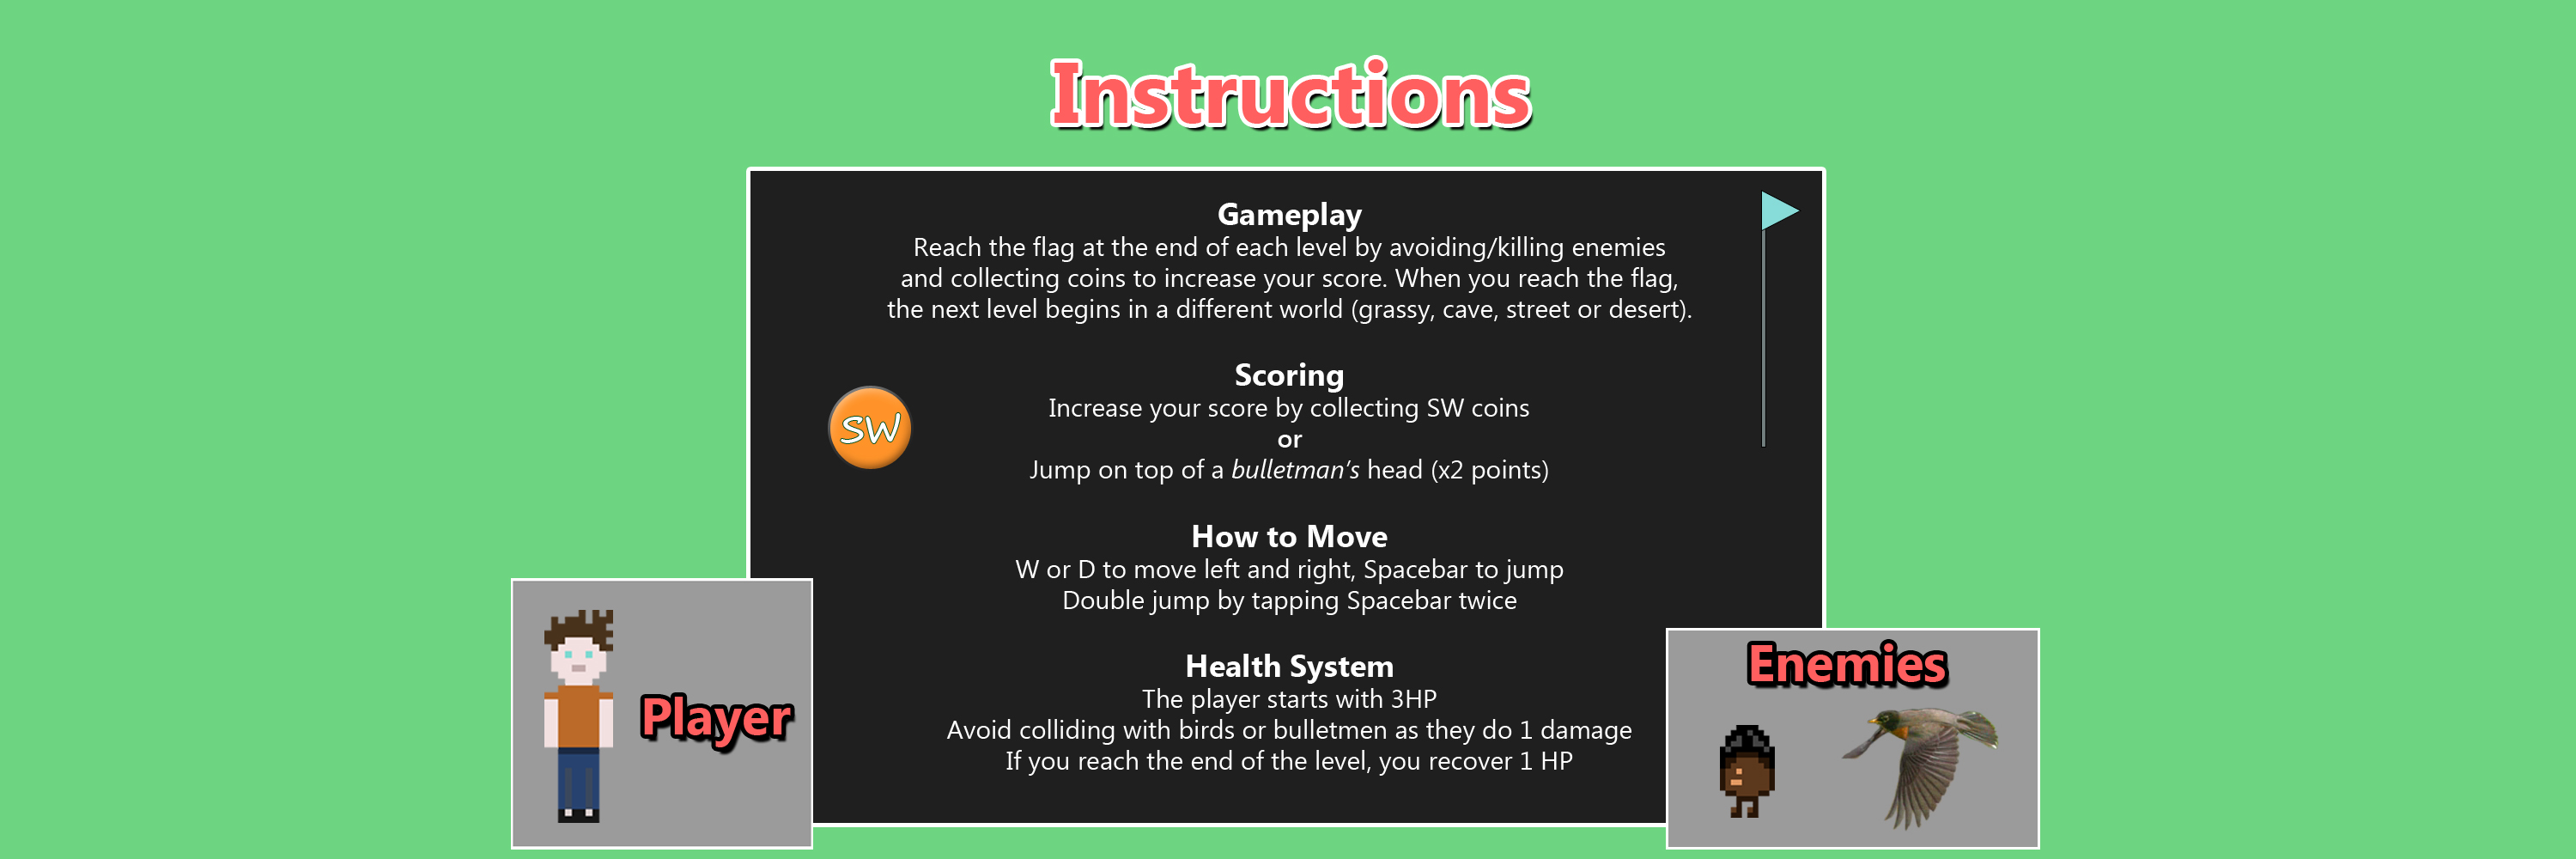 Instructions
Gameplay
Reach the flag at the end of each level by avoiding/killing enemies
and collecting coins to increase your score. When you reach the flag,
the next level begins in a different world (grassy, cave, street or desert).
Scoring
Increase your score by collecting SW coins
or
Jump on top of a bulletman's head (x2 points)
SW
How to Move
W or D to move left and right, Spacebar to jump
Double jump by tapping Spacebar twice
Health System
The player starts with 3HP
Avoid colliding with birds or bulletmen as they do 1 damage
If you reach the end of the level, you recover 1 HP
Player
Enemies